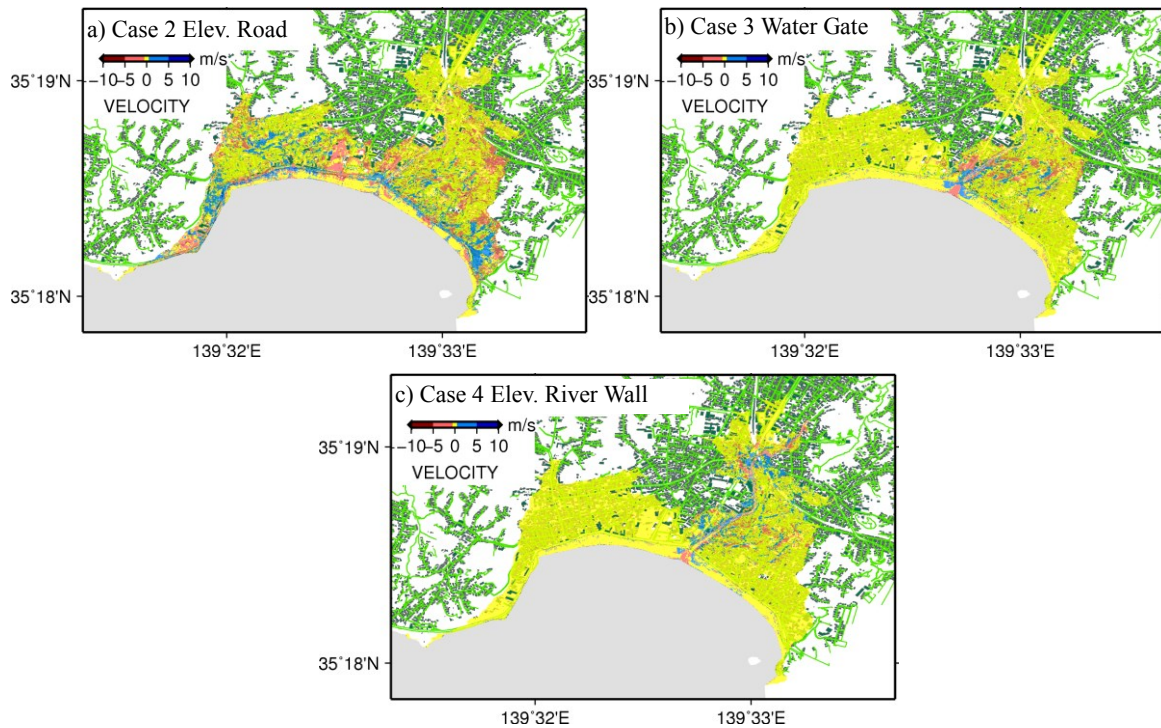 a) Case 2 Elev. Road
−10−5 0 5 10 m/s
VELOCITY
35˚19'N
35˚18'N
139˚32'E 139˚33'E
b) Case 3 Water Gate
−10−5 0 5 10 m/s
VELOCITY
35˚19'N
35˚18'N
139˚32'E 139˚33'E
c) Case 4 Elev. River Wall
−10−5 0 5 10 m/s
VELOCITY
35˚19'N
35˚18'N
139˚32'E 139˚33'E